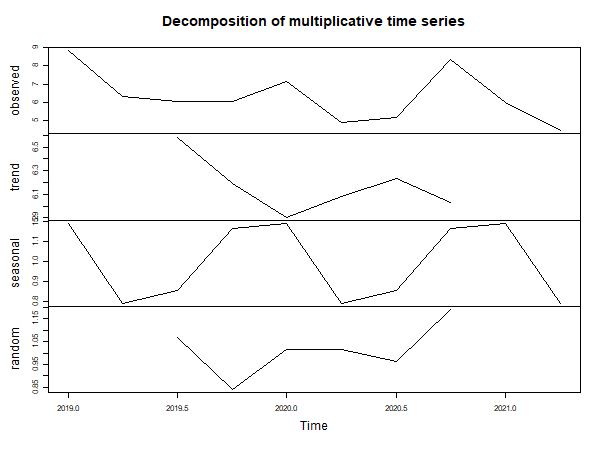 Decomposition of multiplicative time series
observed
5 6 7 8 9
trend
5.9 6.1 6.3 6.5
seasonal
0.8 0.9 1.0 1.1
random
0.85 0.95 1.05 1.15
2019.0 2019.5 2020.0 2020.5 2021.0
Time